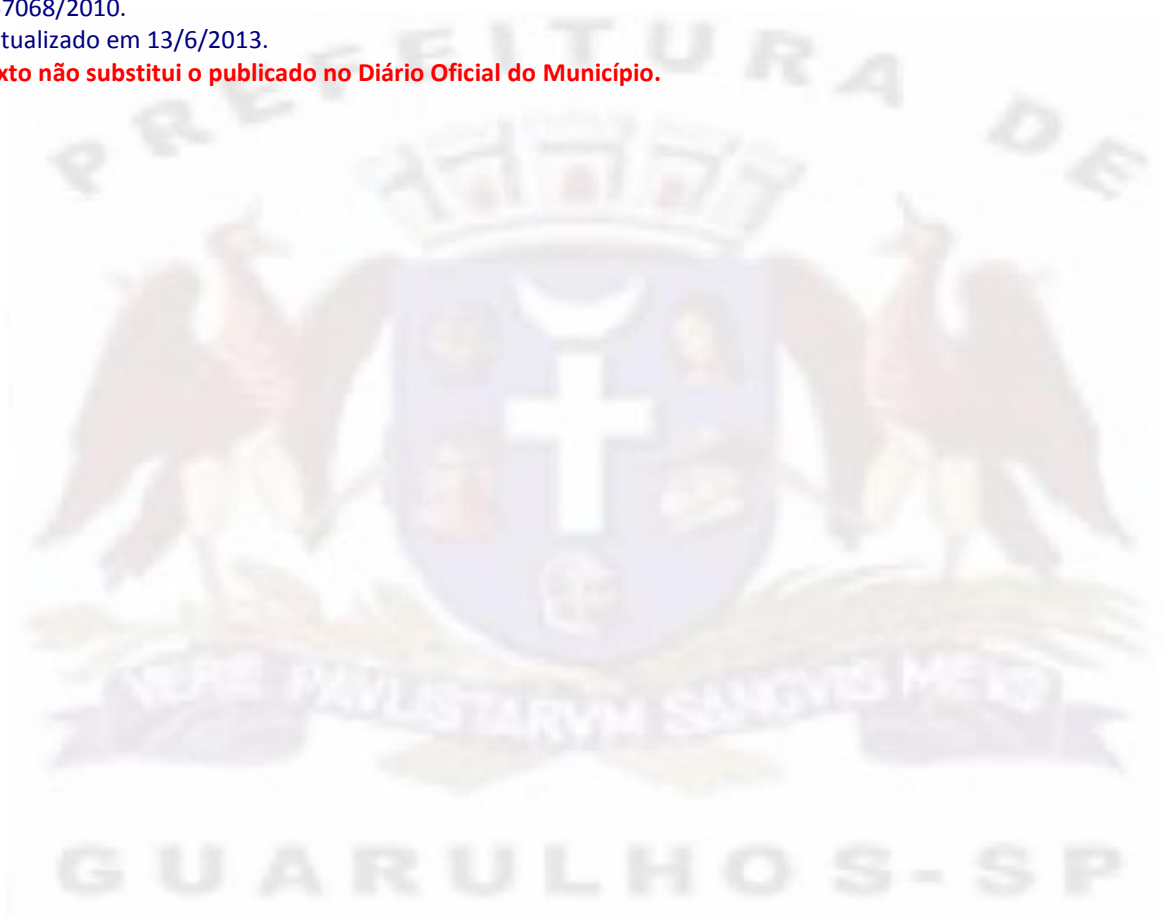 7068/2010.
tualizado em 13/6/2013.
xto não substitui o publicado no Diário Oficial do Município.
PREFEITURA DE
VERE PAVLISTARVM SANGVIS MEVS
GUARULHOS-SP